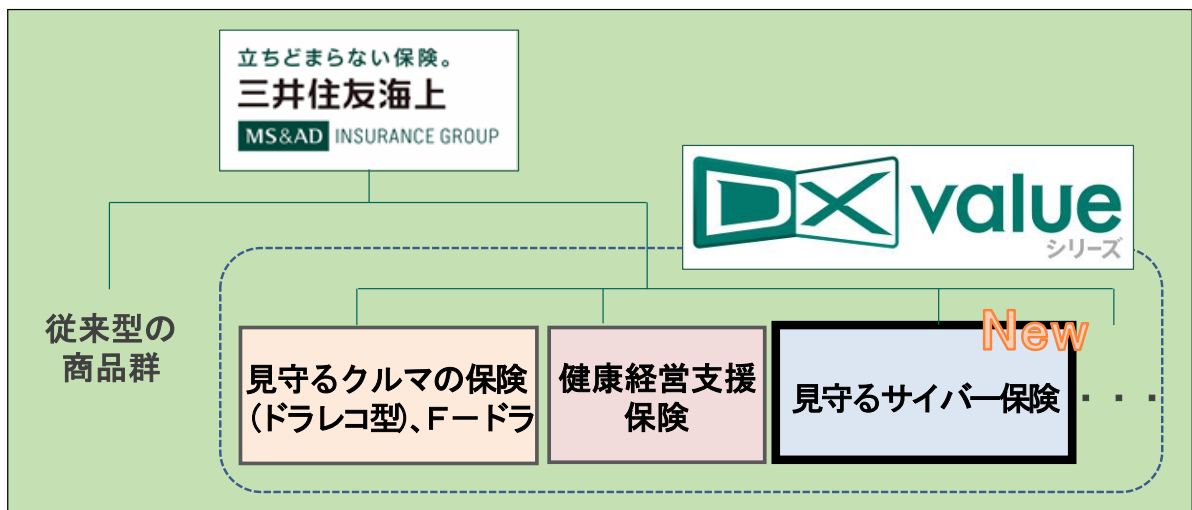 立ちどまらない保険。
三井住友海上
MS&AD INSURANCE GROUP
DX value
シリーズ
従来型の
商品群
見守るクルマの保険
（ドラレコ型）、Fードラ
健康経営支援
保険
New
見守るサイバー保険
・・・